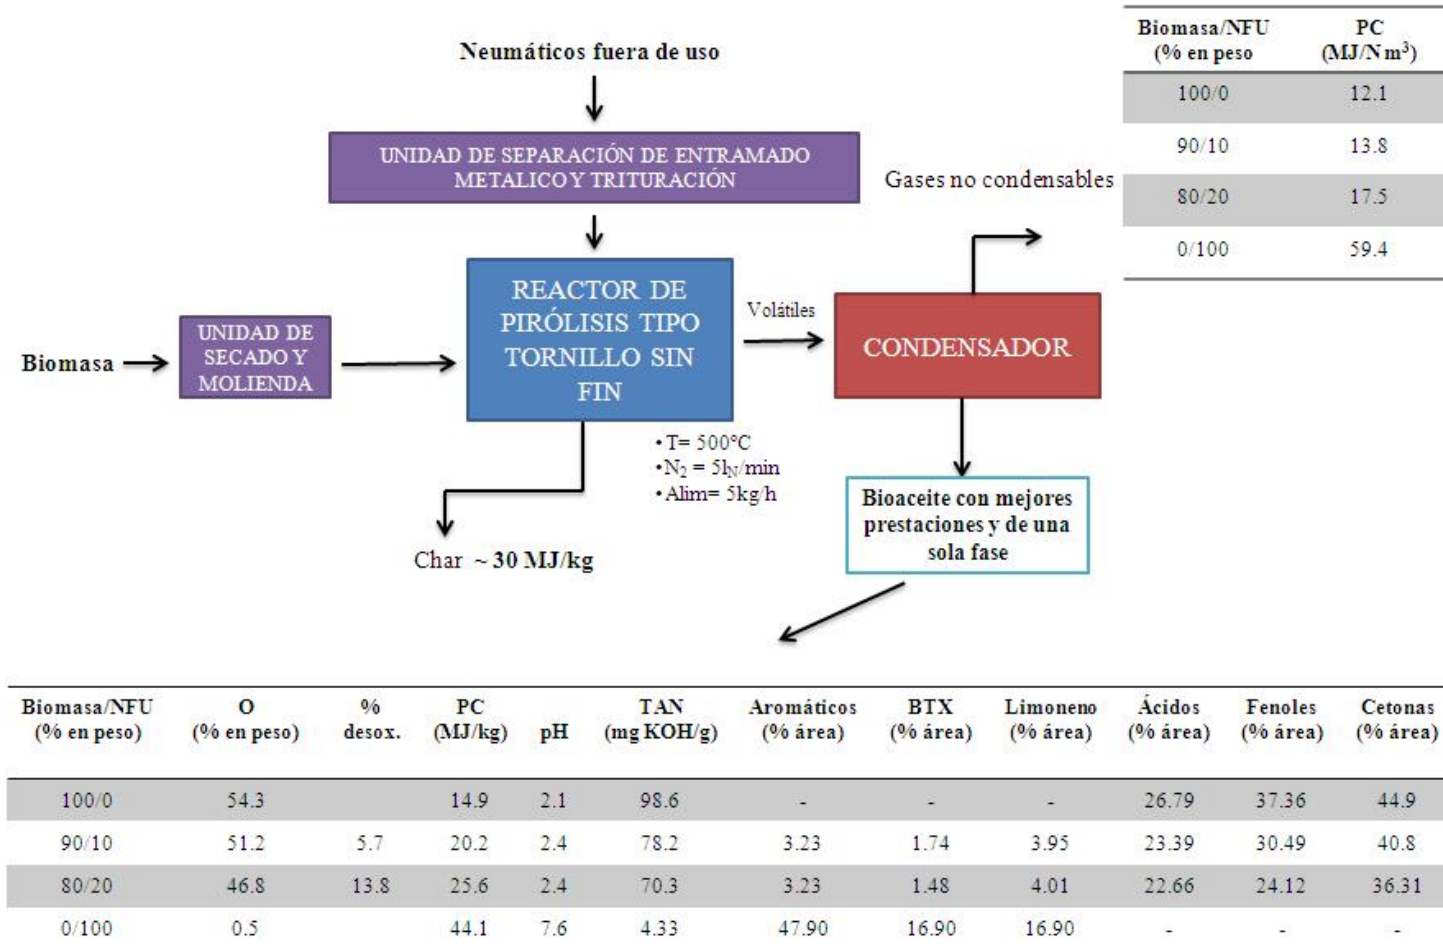 Neumáticos fuera de uso
UNIDAD DE SEPARACIÓN DE ENTRAMADO
METALICO Y TRITURACIÓN
Biomasa
UNIDAD DE
SECADO Y
MOLIENDA
REACTOR DE
PIRÓLISIS TIPO
TORNILLO SIN
FIN
•T= 500°C
•N₂ = 5lN/min
•Alim= 5kg/h
Char ~ 30 MJ/kg
Volátiles
CONDENSADOR
Gases no condensables
Biomasa/NFU PC
(% en peso (MJ/N m³)
100/0 12.1
90/10 13.8
80/20 17.5
0/100 59.4
Bioaceite con mejores
prestaciones y de una
sola fase
Biomasa/NFU O % PC pH TAN Aromáticos BTX Limoneno Ácidos Fenoles Cetonas
(% en peso) (% en peso) desox. (MJ/kg) (mg KOH/g) (% área) (% área) (% área) (% área) (% área) (% área)
100/0 54.3 14.9 2.1 98.6 - - - 26.79 37.36 44.9
90/10 51.2 5.7 20.2 2.4 78.2 3.23 1.74 3.95 23.39 30.49 40.8
80/20 46.8 13.8 25.6 2.4 70.3 3.23 1.48 4.01 22.66 24.12 36.31
0/100 0.5 44.1 7.6 4.33 47.90 16.90 16.90 - - -